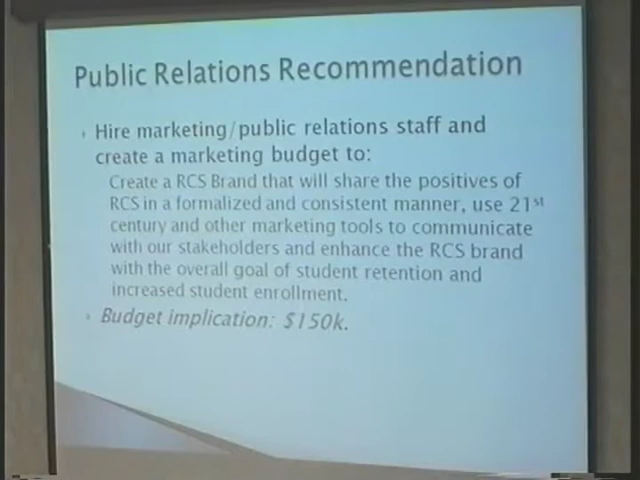 Public Relations Recommendation
Hire marketing/public relations staff and
create a marketing budget to:
Create a RCS Brand that will share the positives of
RCS in a formalized and consistent manner, use 21st
century and other marketing tools to communicate
with our stakeholders and enhance the RCS brand
with the overall goal of student retention and
increased student enrollment.
Budget implication: $150k.